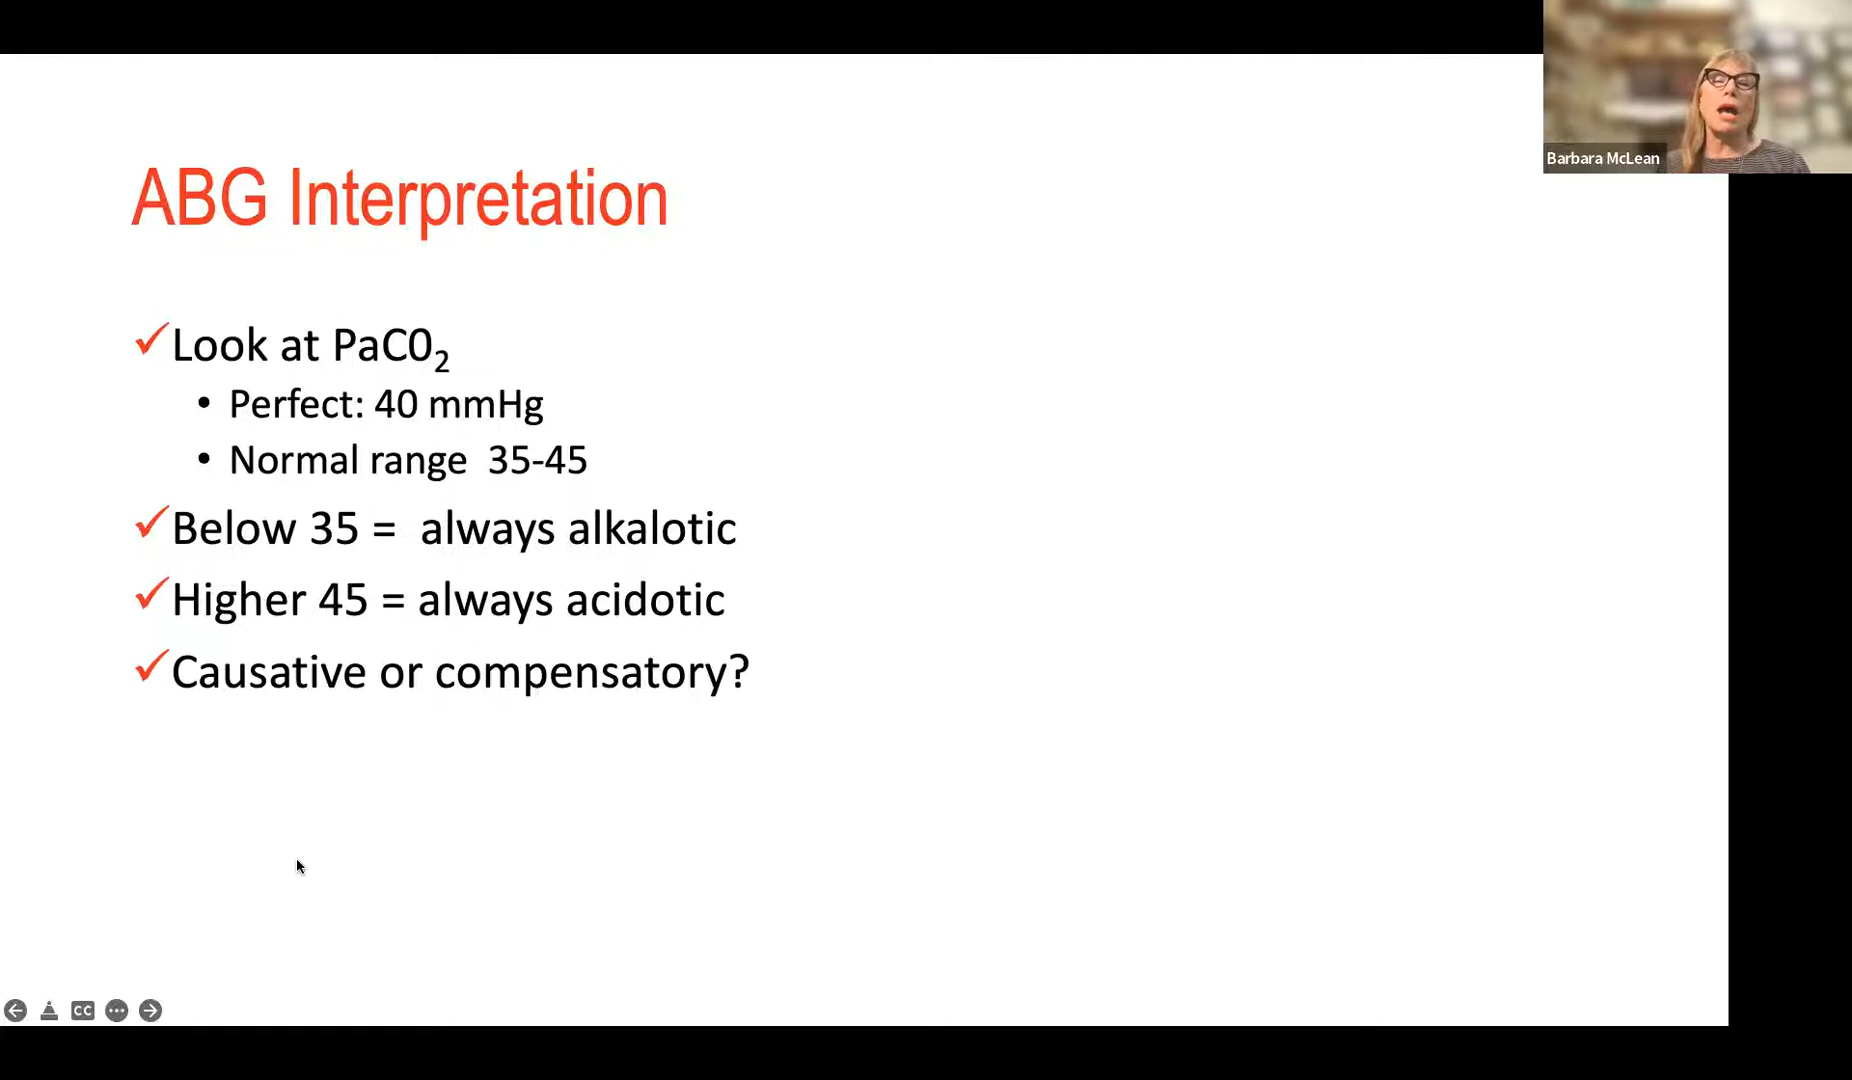 Barbara McLean
ABG Interpretation
✓Look at PaC0₂
• Perfect: 40 mmHg
• Normal range 35-45
✓Below 35 = always alkalotic
✓Higher 45 = always acidotic
✓Causative or compensatory?
CC